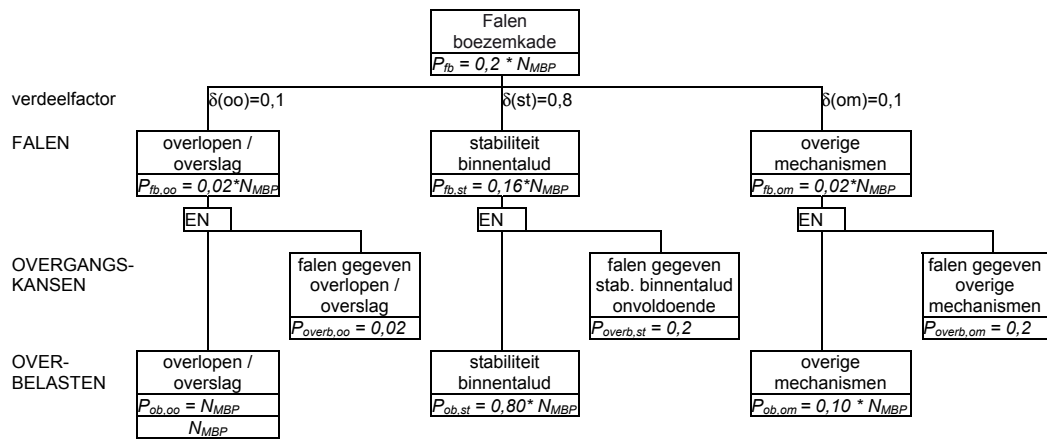 Falen
boezemkade
P_fb = 0,2 * N_MBP
verdeelfactor
δ(oo)=0,1
δ(st)=0,8
δ(om)=0,1
FALEN
overlopen /
overslag
P_fb,oo = 0,02*N_MBP
stabiliteit
binnentalud
P_fb,st = 0,16*N_MBP
overige
mechanismen
P_fb,om = 0,02*N_MBP
EN
EN
EN
OVERGANGS-
KANSEN
falen gegeven
overlopen /
overslag
P_overb,oo = 0,02
falen gegeven
stab. binnentalud
onvoldoende
P_overb,st = 0,2
falen gegeven
overige
mechanismen
P_overb,om = 0,2
OVER-
BELASTEN
overlopen /
overslag
P_ob,oo = N_MBP
N_MBP
stabiliteit
binnentalud
P_ob,st = 0,80* N_MBP
overige
mechanismen
P_ob,om = 0,10 * N_MBP